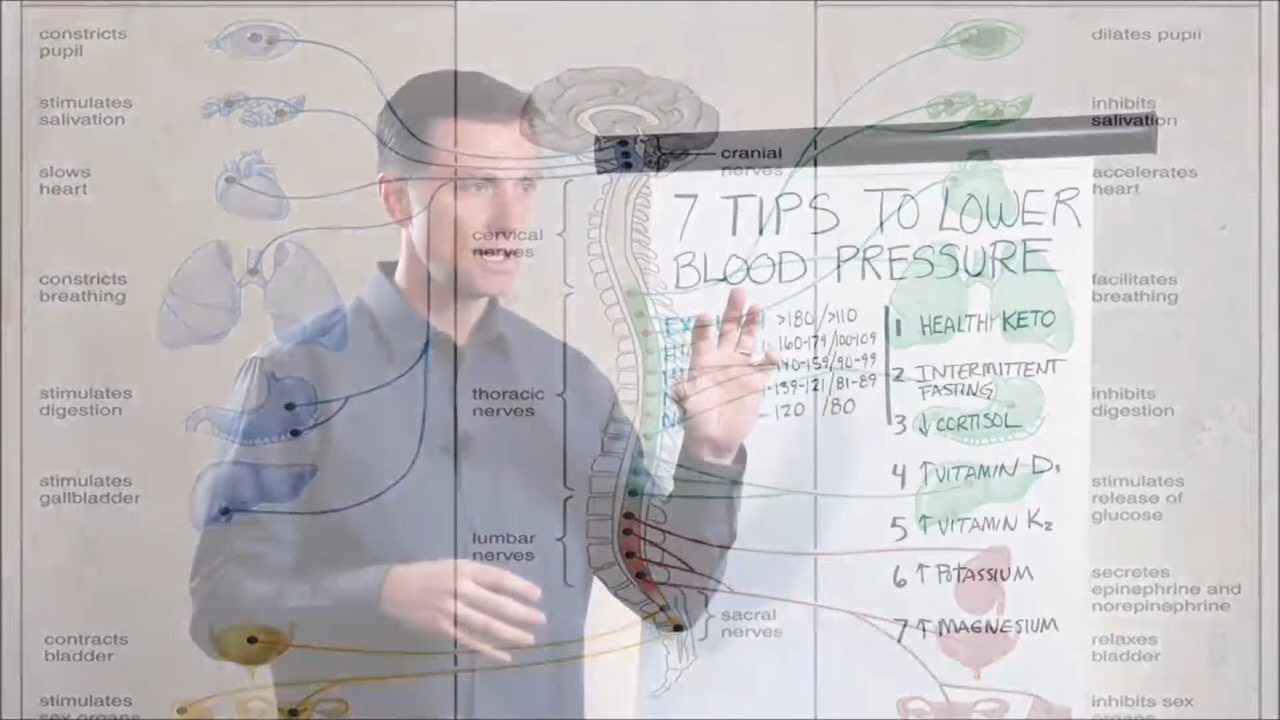 constricts
pupil
stimulates
salivation
slows
heart
constricts
breathing
stimulates
digestion
stimulates
gallbladder
contracts
bladder
stimulates
sex organs
cranial
nerves
cervical
nerves
thoracic
nerves
lumbar
nerves
sacral
nerves
7 TIPS TO LOWER
BLOOD PRESSURE
>180 / >110
160-179/100-109
140-159/90-99
139-121/81-89
120 /80
1 HEALTHY KETO
2 INTERMITTENT
FASTING
3 ↓ CORTISOL
4 ↑ VITAMIN D3
5 ↑ VITAMIN K2
6 ↑ POTASSIUM
7 ↑ MAGNESIUM
dilates pupil
inhibits
salivation
accelerates
heart
facilitates
breathing
inhibits
digestion
stimulates
release of
glucose
secretes
epinephrine and
norepinephrine
relaxes
bladder
inhibits sex
organs